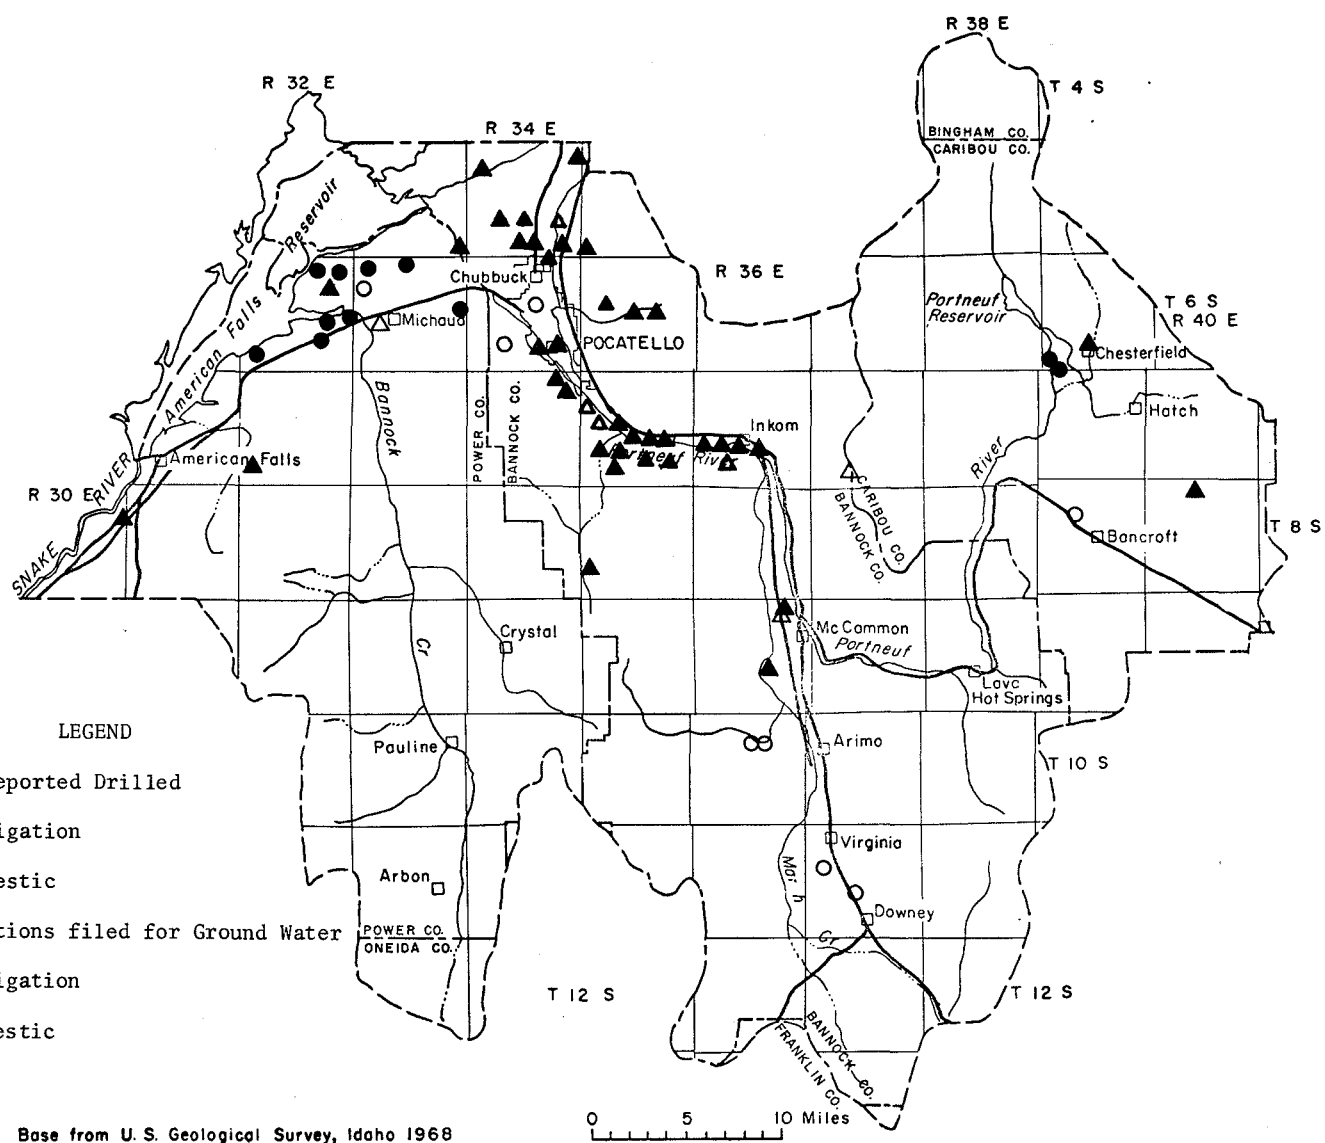 R 38 E
R 32 E
T 4 S
R 34 E
BINGHAM CO.
CARIBOU CO.
Reservoir
R 36 E
Chubbuck
Portneuf
Reservoir
T 6 S
R 40 E
American Falls
Michaud
POCATELLO
Chesterfield
Bannock
POWER CO.
BANNOCK CO.
Hatch
Inkom
Portneuf River
River
American Falls
RIVER
R 30 E
CARIBOU CO.
BANNOCK CO.
T 8 S
Bancroft
SNAKE
Crystal
Mc Common
Portneuf
Cr
Lava
Hot Springs
LEGEND
Pauline
Arimo
T 10 S
eported Drilled
igation
Virginia
estic
Arbon
Downey
tions filed for Ground Water
POWER CO.
ONEIDA CO.
Cr
igation
T 12 S
T 12 S
estic
BANNOCK CO.
FRANKLIN CO.
0 5 10 Miles
Base from U. S. Geological Survey, Idaho 1968